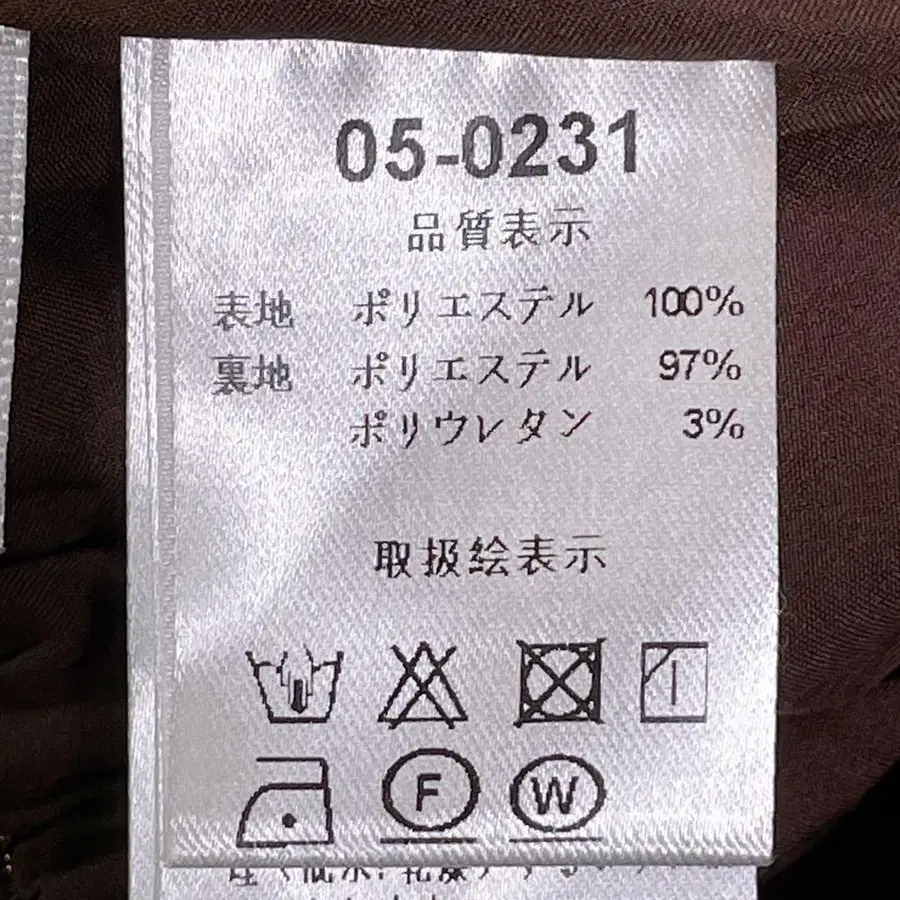 05-0231
品質表示
表地 ポリエステル 100%
裏地 ポリエステル 97%
ポリウレタン 3%
取扱絵表示
F W